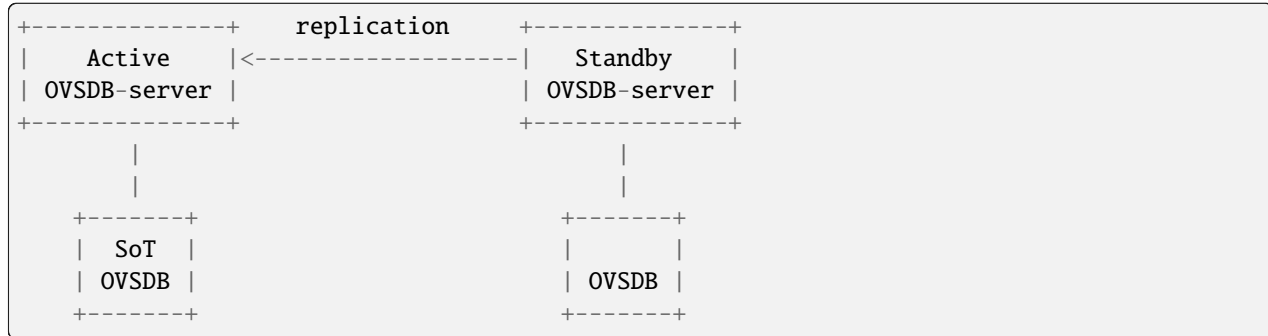 +--------------+    replication     +--------------+
|    Active    |<-------------------|   Standby    |
| OVSDB-server |                    | OVSDB-server |
+--------------+                    +--------------+
        |                                  |
        |                                  |
    +-------+                          +-------+
    |  SoT  |                          |       |
    | OVSDB |                          | OVSDB |
    +-------+                          +-------+